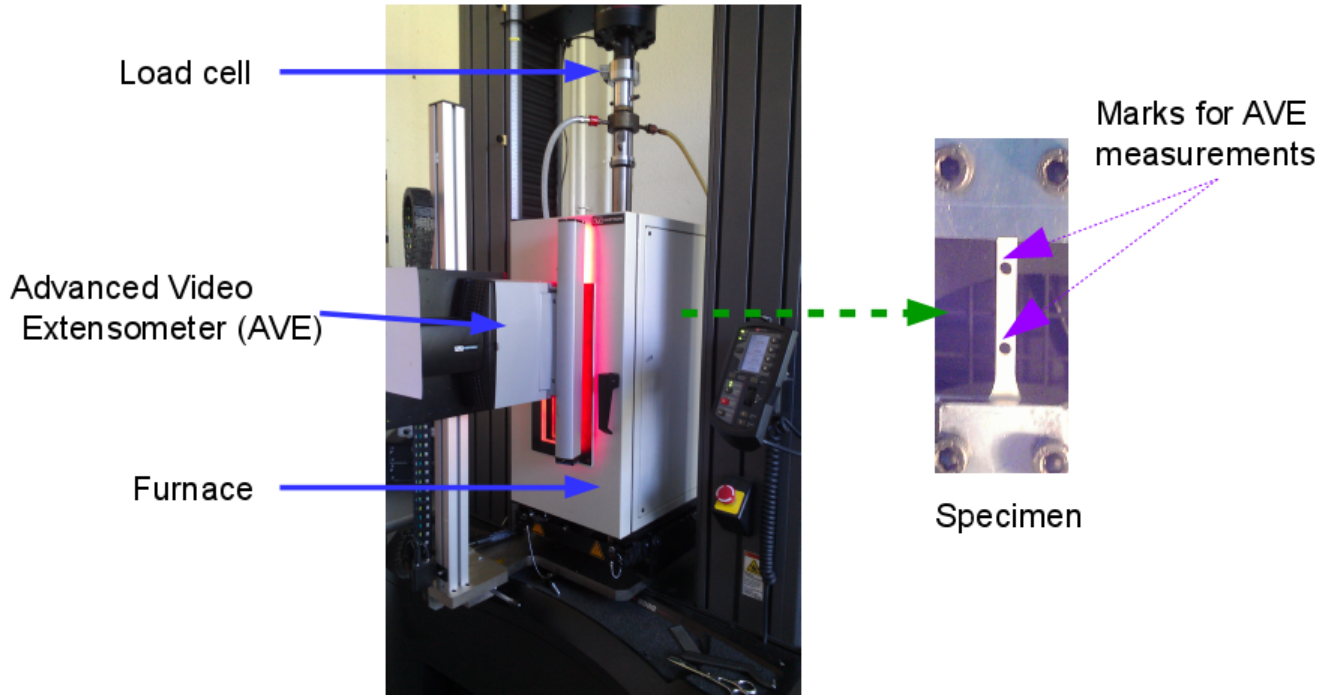 Load cell
Marks for AVE
measurements
Advanced Video
Extensometer (AVE)
Furnace
Specimen